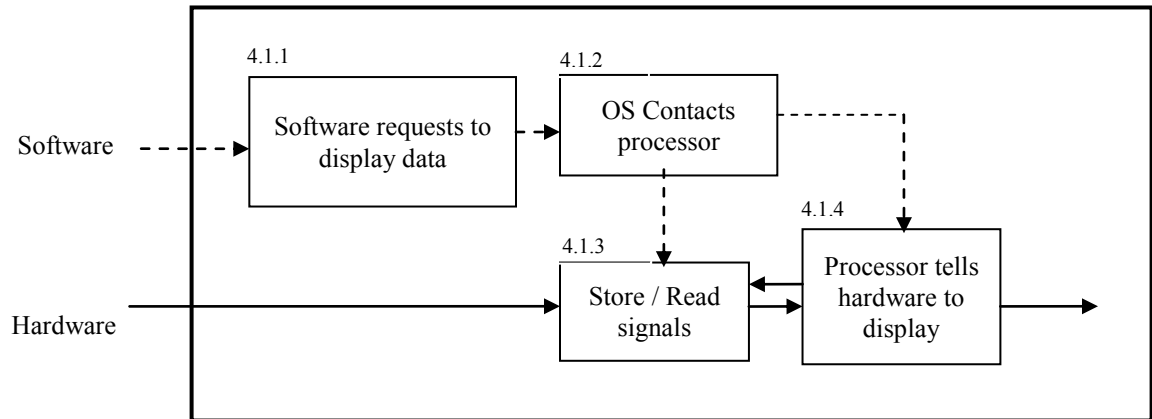 4.1.1
4.1.2
Software
Software requests to
display data
OS Contacts
processor
4.1.3
4.1.4
Hardware
Store / Read
signals
Processor tells
hardware to
display